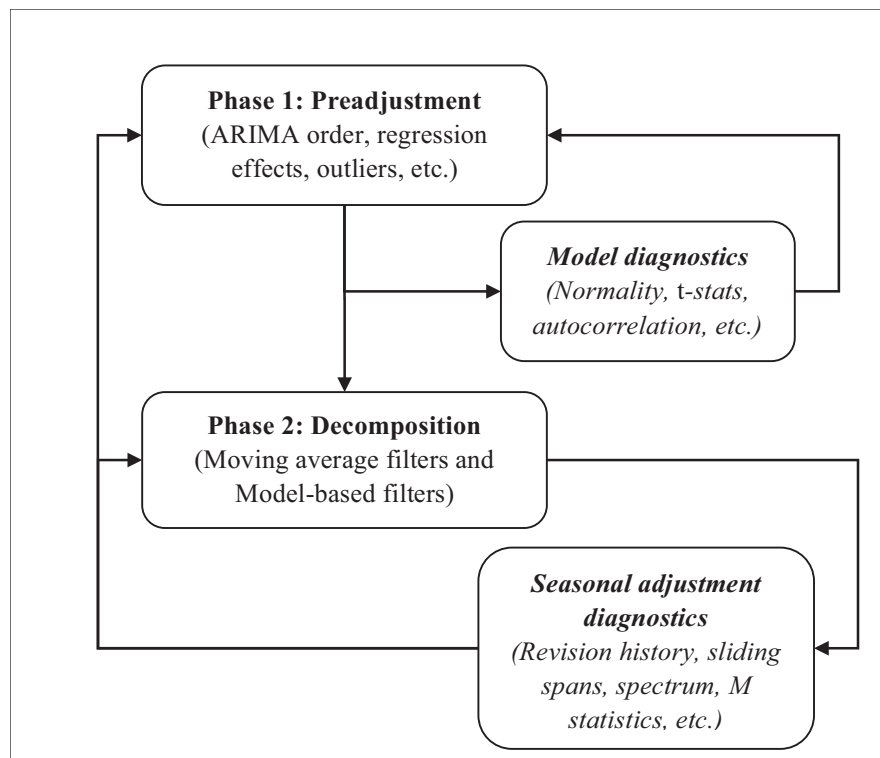 Phase 1: Preadjustment
(ARIMA order, regression
effects, outliers, etc.)
Model diagnostics
(Normality, t-stats,
autocorrelation, etc.)
Phase 2: Decomposition
(Moving average filters and
Model-based filters)
Seasonal adjustment
diagnostics
(Revision history, sliding
spans, spectrum, M
statistics, etc.)